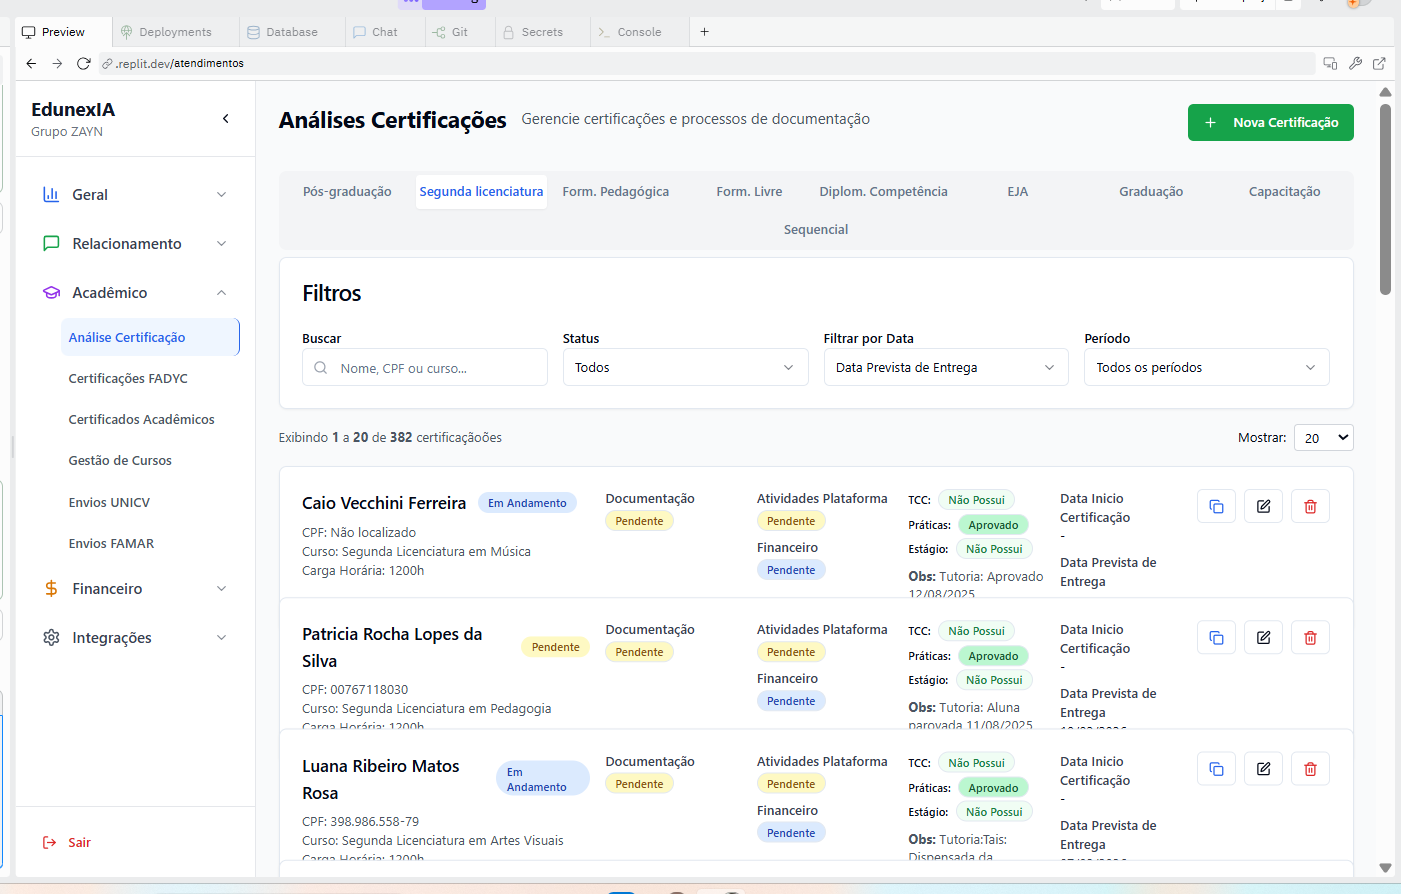 Preview
Deployments
Database
Chat
Git
Secrets
Console
.replit.dev/atendimentos
EdunexIA
Grupo ZAYN
Geral
Relacionamento
Acadêmico
Análise Certificação
Certificações FADYC
Certificados Acadêmicos
Gestão de Cursos
Envios UNICV
Envios FAMAR
Financeiro
Integrações
Sair
Análises Certificações
Gerencie certificações e processos de documentação
+ Nova Certificação
Pós-graduação
Segunda licenciatura
Form. Pedagógica
Form. Livre
Diplom. Competência
EJA
Graduação
Capacitação
Sequencial
Filtros
Buscar
Nome, CPF ou curso...
Status
Todos
Filtrar por Data
Data Prevista de Entrega
Período
Todos os períodos
Exibindo 1 a 20 de 382 certificaçãoões
Mostrar: 20
Caio Vecchini Ferreira
Em Andamento
CPF: Não localizado
Curso: Segunda Licenciatura em Música
Carga Horária: 1200h
Documentação
Pendente
Atividades Plataforma
Pendente
Financeiro
Pendente
TCC: Não Possui
Práticas: Aprovado
Estágio: Não Possui
Obs: Tutoria: Aprovado
12/08/2025
Data Inicio
Certificação
-
Data Prevista de
Entrega
Patricia Rocha Lopes da
Silva
Pendente
CPF: 00767118030
Curso: Segunda Licenciatura em Pedagogia
Carga Horária: 1200h
Documentação
Pendente
Atividades Plataforma
Pendente
Financeiro
Pendente
TCC: Não Possui
Práticas: Aprovado
Estágio: Não Possui
Obs: Tutoria: Aluna
parovada 11/08/2025
Data Inicio
Certificação
-
Data Prevista de
Entrega
Luana Ribeiro Matos
Rosa
Em
Andamento
CPF: 398.986.558-79
Curso: Segunda Licenciatura em Artes Visuais
Carga Horária: 1200h
Documentação
Pendente
Atividades Plataforma
Pendente
Financeiro
Pendente
TCC: Não Possui
Práticas: Aprovado
Estágio: Não Possui
Obs: Tutoria:Tais:
Dispensada da
Data Inicio
Certificação
-
Data Prevista de
Entrega